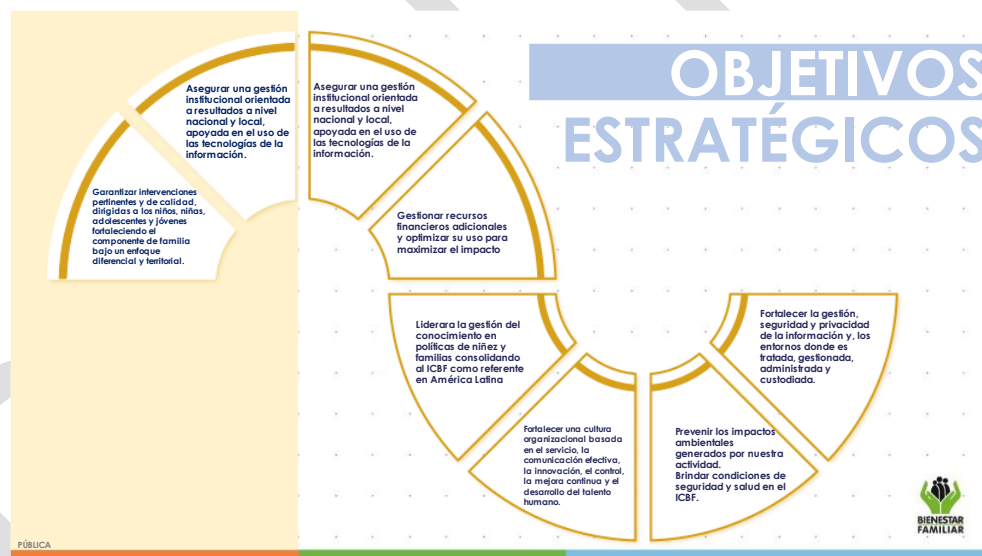 OBJETIVOS
ESTRATÉGICOS
Garantizar intervenciones
pertinentes y de calidad,
dirigidas a los niños, niñas,
adolescentes y jóvenes
fortaleciendo el
componente de familia
bajo un enfoque
diferencial y territorial.
Asegurar una gestión
institucional orientada
a resultados a nivel
nacional y local,
apoyada en el uso de
las tecnologías de la
información.
Asegurar una gestión
institucional orientada
a resultados a nivel
nacional y local,
apoyada en el uso de
las tecnologías de la
información.
Gestionar recursos
financieros adicionales
y optimizar su uso para
maximizar el impacto
Liderara la gestión del
conocimiento en
políticas de niñez y
familias consolidando
al ICBF como referente
en América Latina
Fortalecer una cultura
organizacional basada
en el servicio, la
comunicación efectiva,
la innovación, el control,
la mejora continua y el
desarrollo del talento
humano.
Prevenir los impactos
ambientales
generados por nuestra
actividad.
Brindar condiciones de
seguridad y salud en el
ICBF.
Fortalecer la gestión,
seguridad y privacidad
de la información y, los
entornos donde es
tratada, gestionada,
administrada y
custodiada.
BIENESTAR
FAMILIAR
PÚBLICA